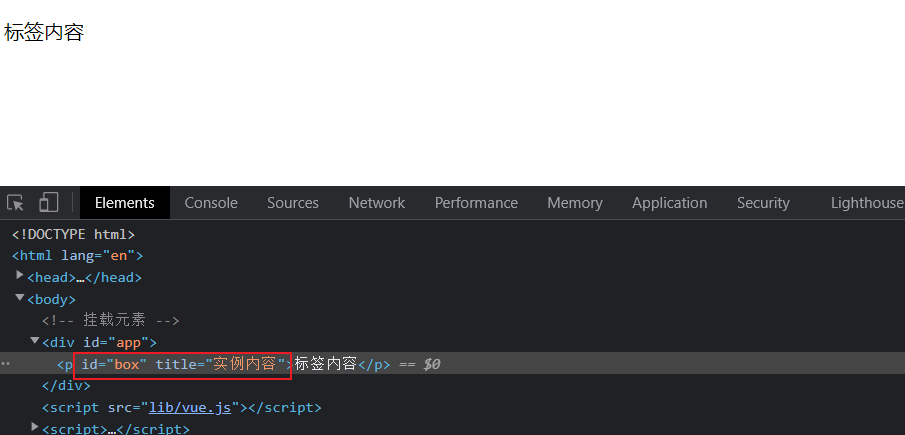 标签内容
Elements Console Sources Network Performance Memory Application Security Lighthouse
<!DOCTYPE html>
<html lang="en">
<head>…</head>
<body>
<!-- 挂载元素 -->
<div id="app">
<p id="box" title="实例内容">标签内容</p> == $0
</div>
<script src="lib/vue.js"></script>
<script>…</script>